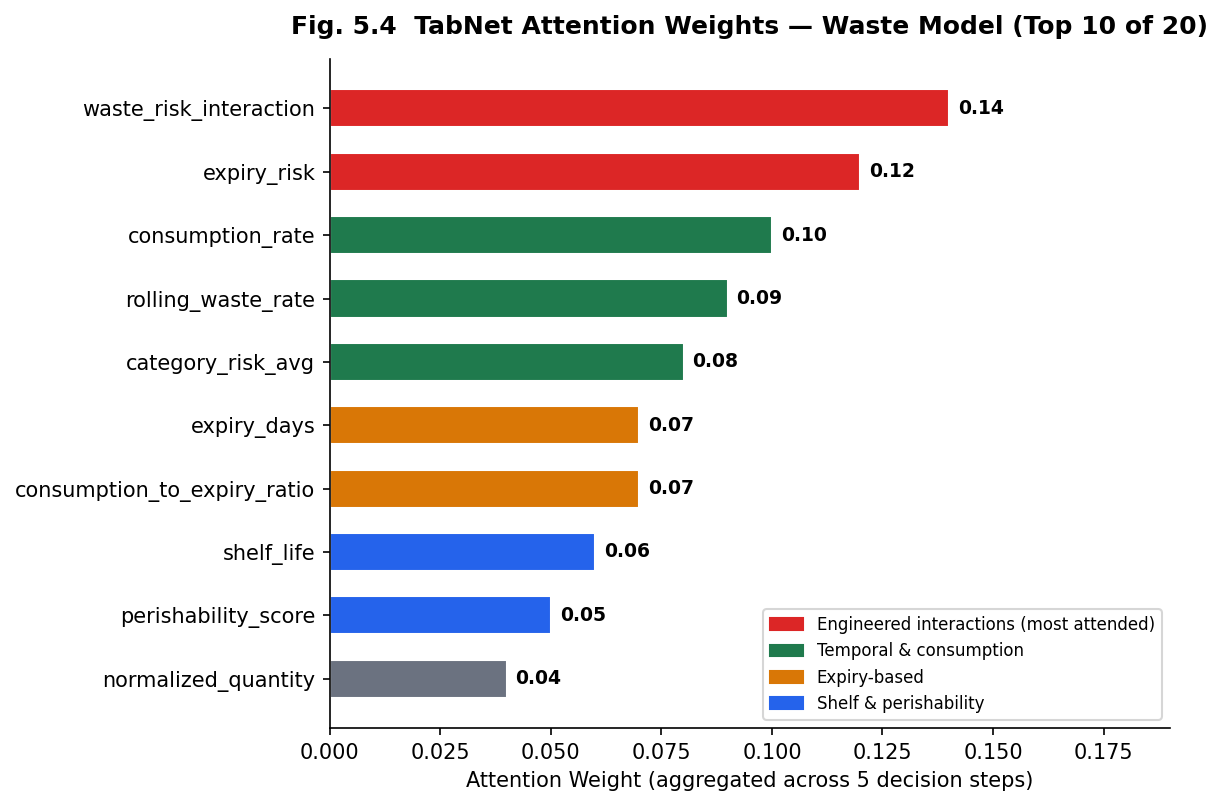 Fig. 5.4  TabNet Attention Weights — Waste Model (Top 10 of 20)
waste_risk_interaction 0.14
expiry_risk 0.12
consumption_rate 0.10
rolling_waste_rate 0.09
category_risk_avg 0.08
expiry_days 0.07
consumption_to_expiry_ratio 0.07
shelf_life 0.06
perishability_score 0.05
normalized_quantity 0.04
Engineered interactions (most attended)
Temporal & consumption
Expiry-based
Shelf & perishability
0.000 0.025 0.050 0.075 0.100 0.125 0.150 0.175
Attention Weight (aggregated across 5 decision steps)